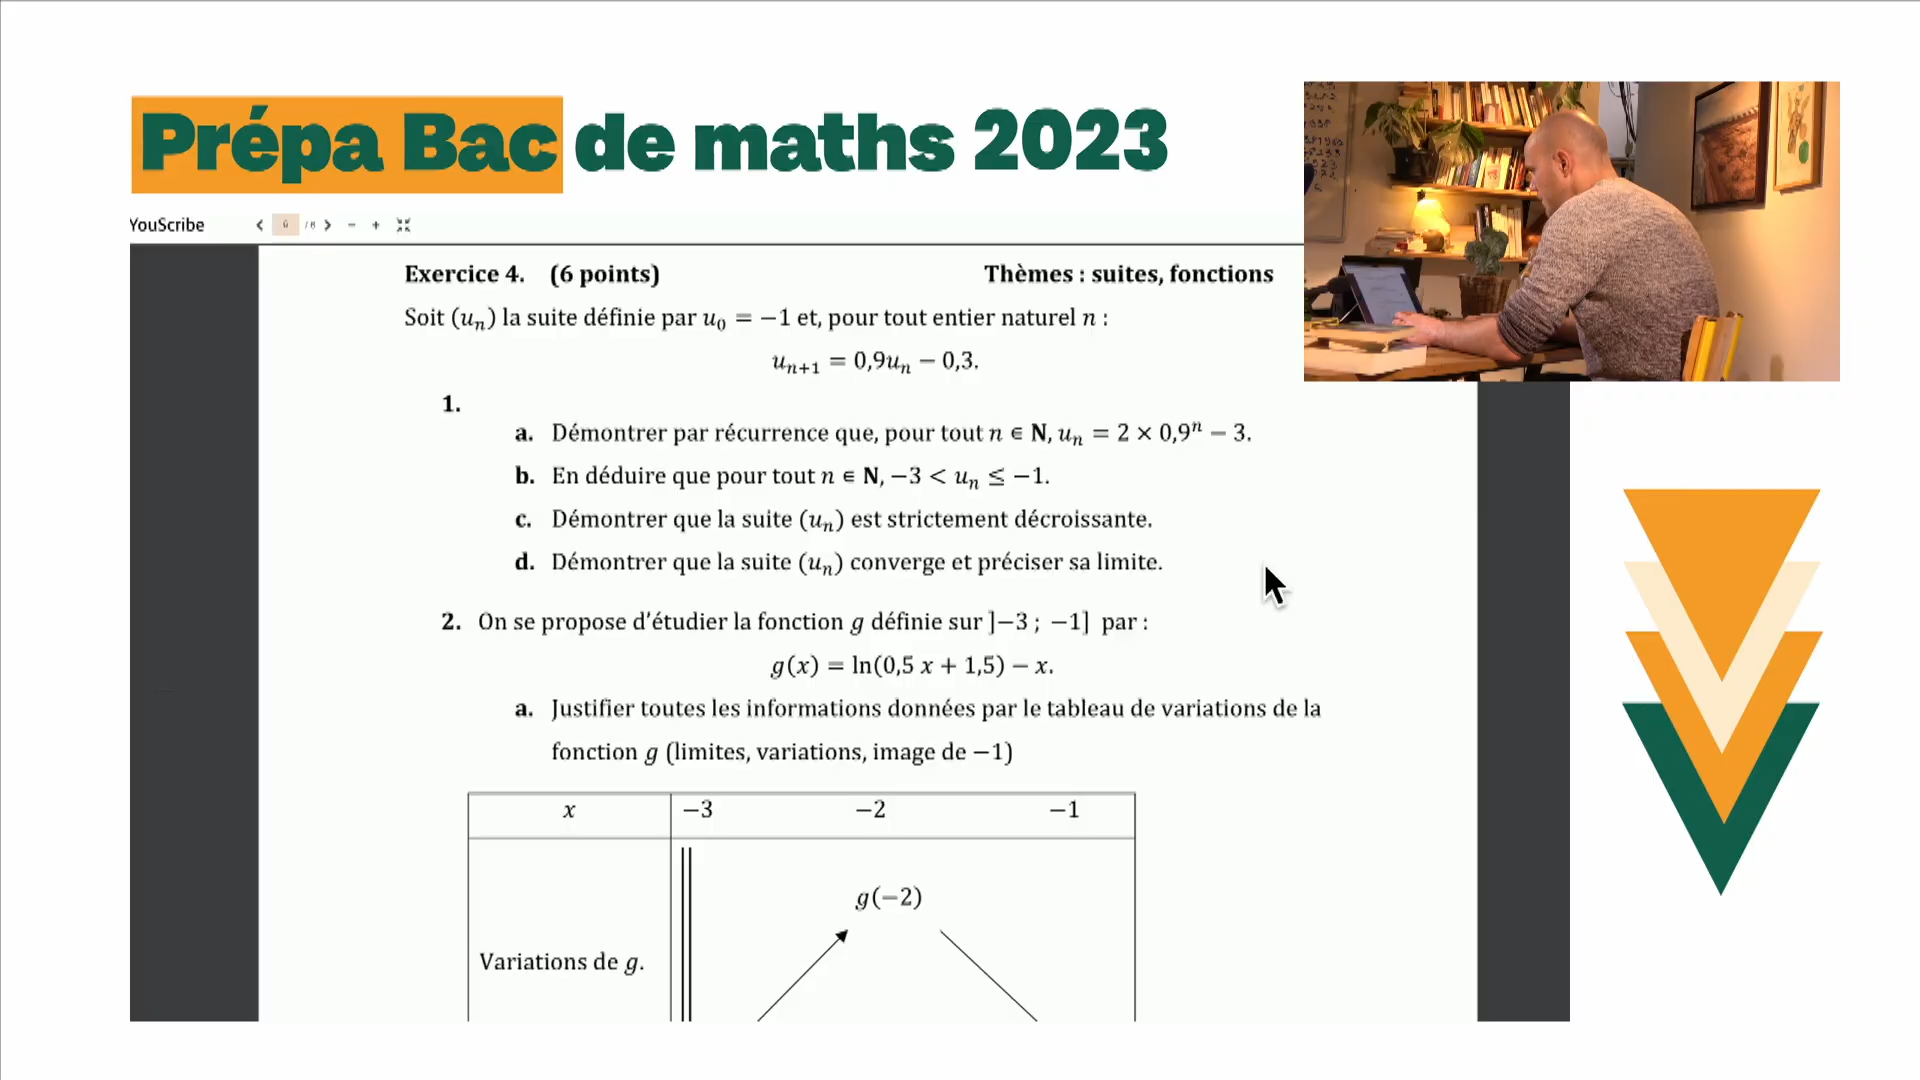 Prépa Bac de maths 2023
YouScribe
Exercice 4. (6 points) Thèmes : suites, fonctions
Soit (uₙ) la suite définie par u₀ = −1 et, pour tout entier naturel n :
uₙ₊₁ = 0,9uₙ − 0,3.
1.
a. Démontrer par récurrence que, pour tout n ∈ N, uₙ = 2 × 0,9ⁿ − 3.
b. En déduire que pour tout n ∈ N, −3 < uₙ ≤ −1.
c. Démontrer que la suite (uₙ) est strictement décroissante.
d. Démontrer que la suite (uₙ) converge et préciser sa limite.
2. On se propose d'étudier la fonction g définie sur ]−3 ; −1] par :
g(x) = ln(0,5 x + 1,5) − x.
a. Justifier toutes les informations données par le tableau de variations de la
fonction g (limites, variations, image de −1)
x −3 −2 −1
g(−2)
Variations de g.